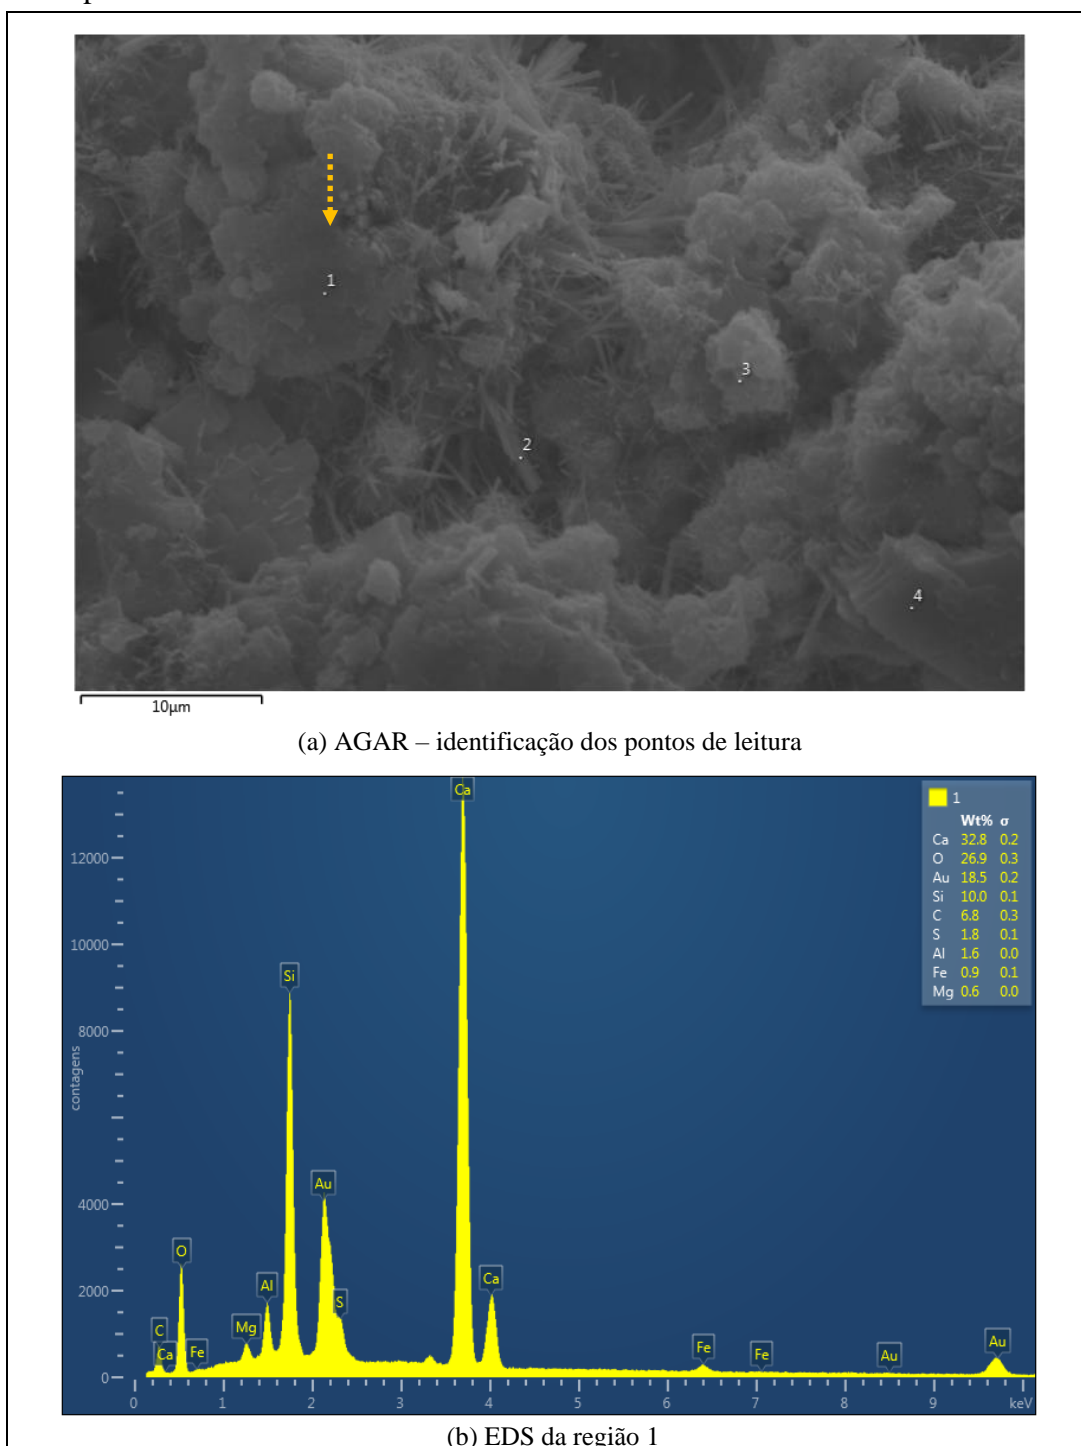 1
3
2
4
10µm
(a) AGAR – identificação dos pontos de leitura
Ca
1
Wt% σ
Ca 32.8 0.2
O 26.9 0.3
Au 18.5 0.2
Si 10.0 0.1
C 6.8 0.3
S 1.8 0.1
Al 1.6 0.0
Fe 0.9 0.1
Mg 0.6 0.0
12000
10000
Si
8000
contagens
Au
4000
O
Al
S
Ca
2000
C
Mg
Ca
Fe
Fe
Fe
Au
Au
0
0 1 2 3 4 5 6 7 8 9 keV
(b) EDS da região 1